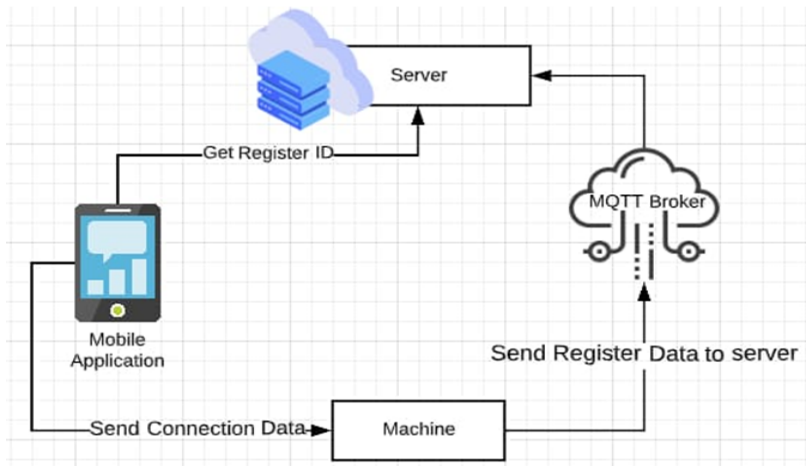 Server
Get Register ID
MQTT Broker
Mobile
Application
Send Register Data to server
Send Connection Data
Machine